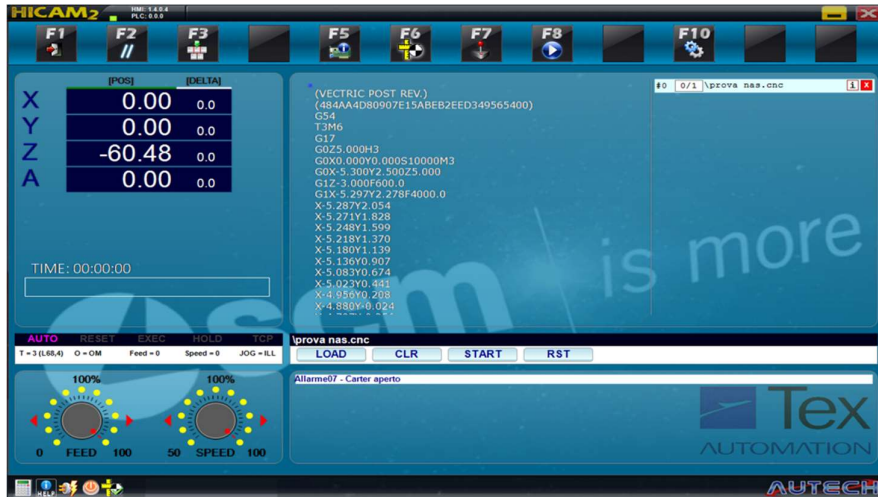 HICAM2
HMI: 1.4.0.4
PLC: 0.0.0
F1
F2
F3
F5
F6
F7
F8
F10
[POS] [DELTA]
X 0.00 0.0
Y 0.00 0.0
Z -60.48 0.0
A 0.00 0.0
TIME: 00:00:00
(VECTRIC POST REV.)
(484AA4D80907E15ABEB2EED349565400)
G54
T3M6
G17
G0Z5.000H3
G0X0.000Y0.000S10000M3
G0X-5.300Y2.500Z5.000
G1Z-3.000F600.0
G1X-5.297Y2.278F4000.0
X-5.287Y2.054
X-5.271Y1.828
X-5.248Y1.599
X-5.218Y1.370
X-5.180Y1.139
X-5.136Y0.907
X-5.083Y0.674
X-5.023Y0.441
X-4.956Y0.208
X-4.880Y-0.024
#0 0/1 \prova nas.cnc i X
scm is more
AUTO RESET EXEC HOLD TCP
T = 3 (L68,4) O = OM Feed = 0 Speed = 0 JOG = ILL
\prova nas.cnc
LOAD CLR START RST
100%
0 FEED 100
100%
50 SPEED 100
Allarme07 - Carter aperto
Tex
AUTOMATION
HELP
AUTECH